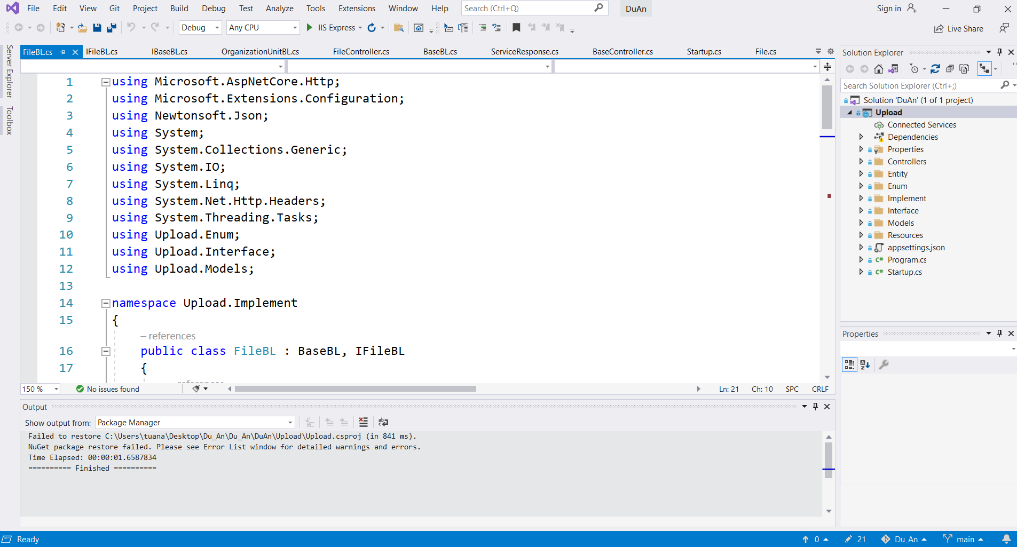 File Edit View Git Project Build Debug Test Analyze Tools Extensions Window Help Search (Ctrl+Q) DuAn Sign in
Debug Any CPU IIS Express Live Share
Server Explorer
Toolbox
FileBL.cs IFileBL.cs IBaseBL.cs OrganizationUnitBL.cs FileController.cs BaseBL.cs ServiceResponse.cs BaseController.cs Startup.cs File.cs
1 using Microsoft.AspNetCore.Http;
2 using Microsoft.Extensions.Configuration;
3 using Newtonsoft.Json;
4 using System;
5 using System.Collections.Generic;
6 using System.IO;
7 using System.Linq;
8 using System.Net.Http.Headers;
9 using System.Threading.Tasks;
10 using Upload.Enum;
11 using Upload.Interface;
12 using Upload.Models;
13
14 namespace Upload.Implement
15 {
– references
16 public class FileBL : BaseBL, IFileBL
17 {
150 % No issues found Ln: 21 Ch: 10 SPC CRLF
Output
Show output from: Package Manager
Failed to restore C:\Users\tuana\Desktop\Du_An\Du_An\DuAn\Upload\Upload.csproj (in 841 ms).
NuGet package restore failed. Please see Error List window for detailed warnings and errors.
Time Elapsed: 00:00:01.6587834
========== Finished ==========
Solution Explorer
Search Solution Explorer (Ctrl+;)
Solution 'DuAn' (1 of 1 project)
Upload
Connected Services
Dependencies
Properties
Controllers
Entity
Enum
Implement
Interface
Models
Resources
appsettings.json
C# Program.cs
C# Startup.cs
Properties
Ready 0 21 Du_An main